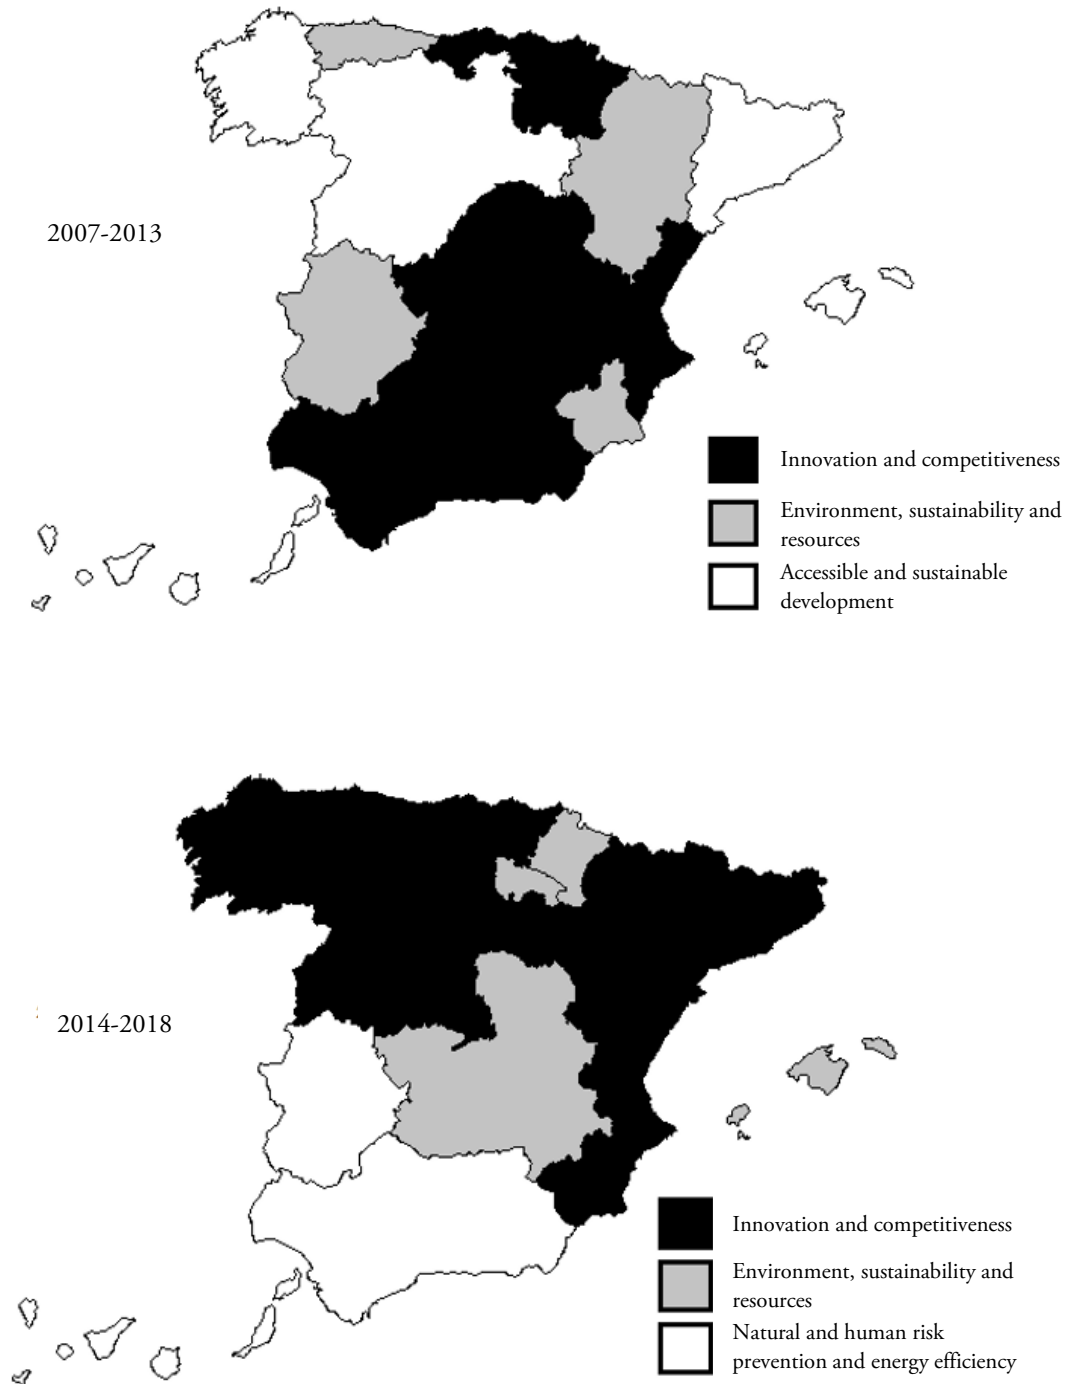 2007-2013
Innovation and competitiveness
Environment, sustainability and
resources
Accessible and sustainable
development
2014-2018
Innovation and competitiveness
Environment, sustainability and
resources
Natural and human risk
prevention and energy efficiency